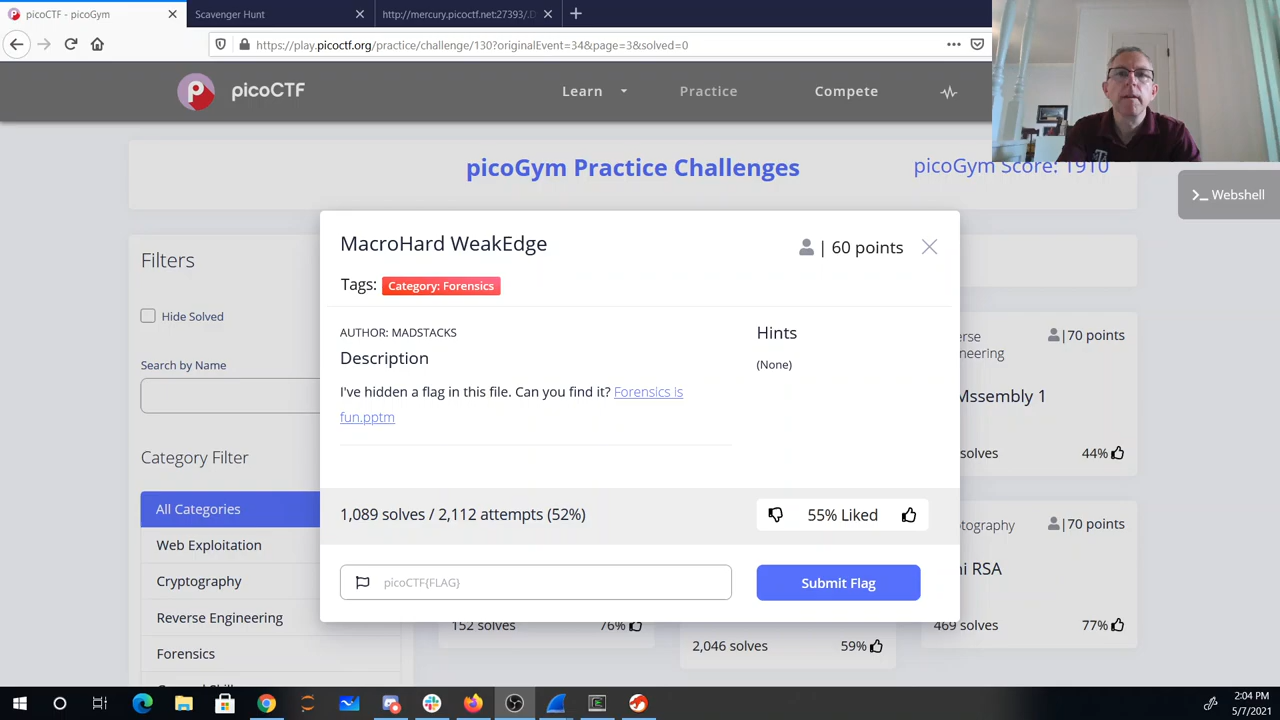 picoCTF - picoGym
Scavenger Hunt
http://mercury.picoctf.net:27393/.D
https://play.picoctf.org/practice/challenge/130?originalEvent=34&page=3&solved=0
picoCTF
Learn
Practice
Compete
picoGym Practice Challenges
picoGym Score: 1910
>_ Webshell
MacroHard WeakEdge
| 60 points
Tags: Category: Forensics
Filters
Hide Solved
AUTHOR: MADSTACKS
Hints
Description
(None)
Search by Name
I've hidden a flag in this file. Can you find it? Forensics is
fun.pptm
erse
neering
|70 points
Mssembly 1
solves
44%
Category Filter
All Categories
Web Exploitation
Cryptography
Reverse Engineering
Forensics
1,089 solves / 2,112 attempts (52%)
55% Liked
picoCTF{FLAG}
Submit Flag
tography
|70 points
ni RSA
152 solves
76%
2,046 solves
59%
469 solves
77%
2:04 PM
5/7/2021